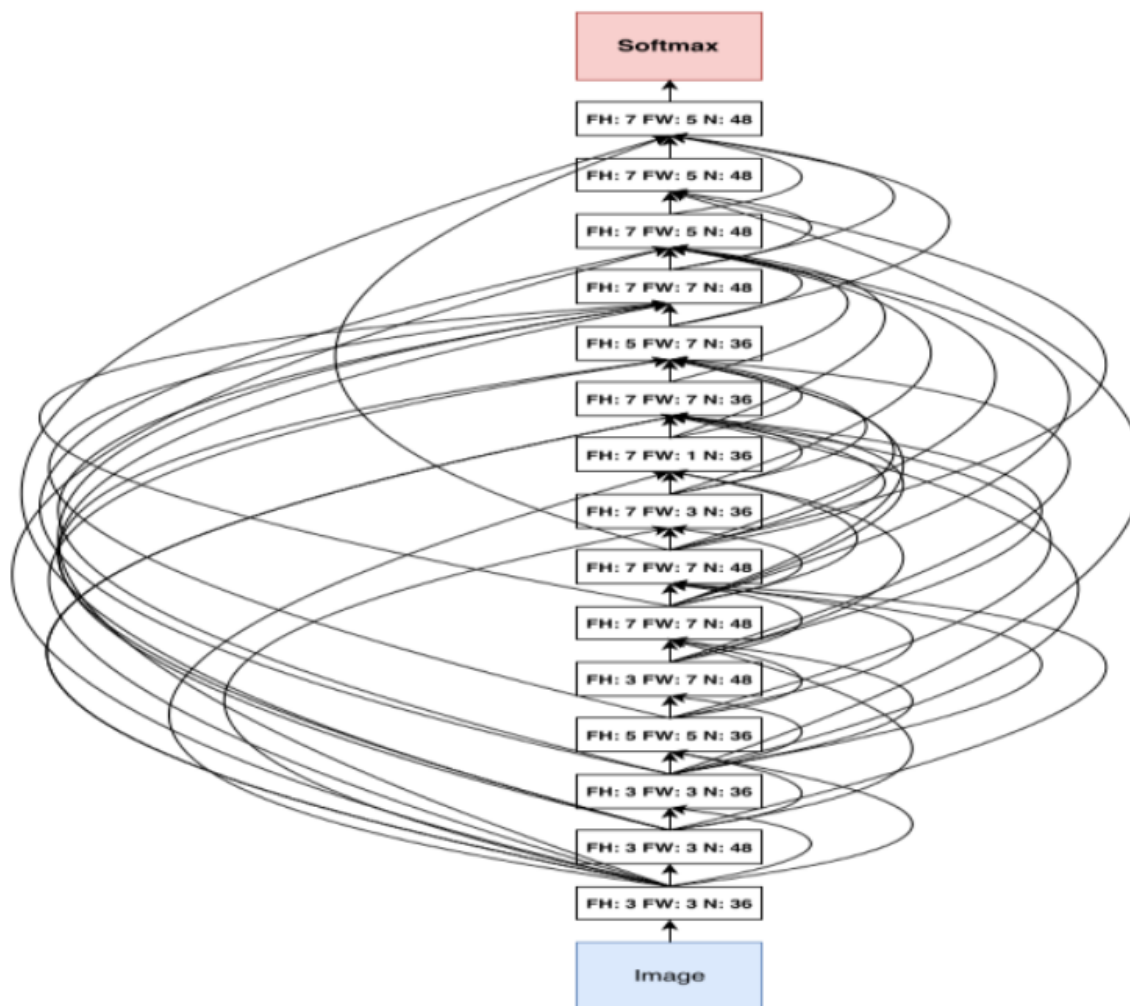 Softmax
FH: 7 FW: 5 N: 48
FH: 7 FW: 5 N: 48
FH: 7 FW: 5 N: 48
FH: 7 FW: 7 N: 48
FH: 5 FW: 7 N: 36
FH: 7 FW: 7 N: 36
FH: 7 FW: 1 N: 36
FH: 7 FW: 3 N: 36
FH: 7 FW: 7 N: 48
FH: 7 FW: 7 N: 48
FH: 3 FW: 7 N: 48
FH: 5 FW: 5 N: 36
FH: 3 FW: 3 N: 36
FH: 3 FW: 3 N: 48
FH: 3 FW: 3 N: 36
Image